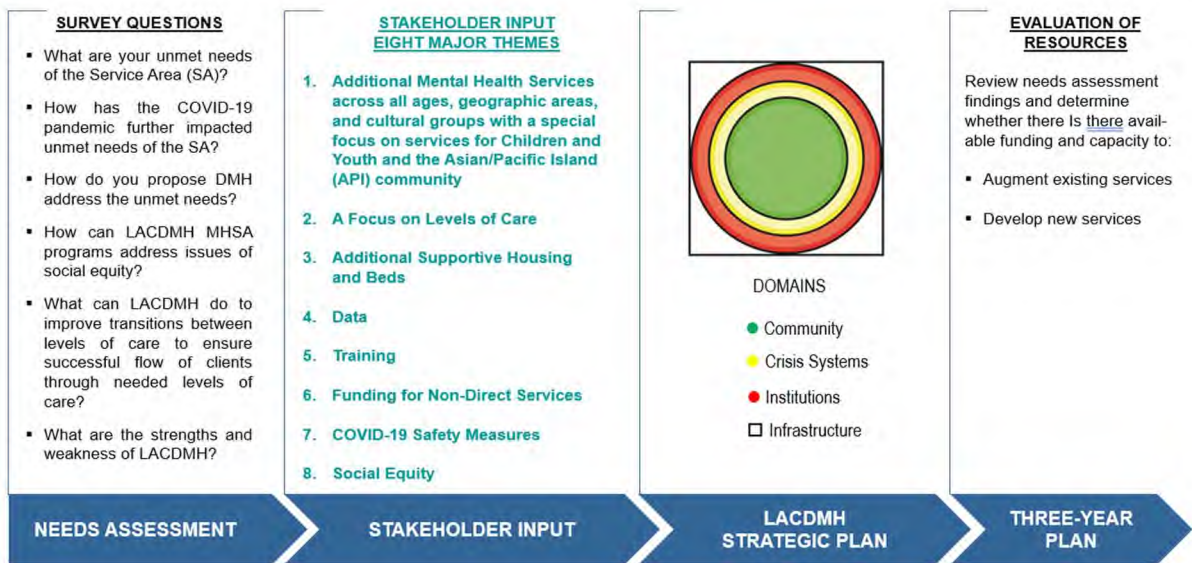 SURVEY QUESTIONS
▪ What are your unmet needs
of the Service Area (SA)?
▪ How has the COVID-19
pandemic further impacted
unmet needs of the SA?
▪ How do you propose DMH
address the unmet needs?
▪ How can LACDMH MHSA
programs address issues of
social equity?
▪ What can LACDMH do to
improve transitions between
levels of care to ensure
successful flow of clients
through needed levels of
care?
▪ What are the strengths and
weakness of LACDMH?
NEEDS ASSESSMENT
STAKEHOLDER INPUT
EIGHT MAJOR THEMES
1. Additional Mental Health Services
across all ages, geographic areas,
and cultural groups with a special
focus on services for Children and
Youth and the Asian/Pacific Island
(API) community
2. A Focus on Levels of Care
3. Additional Supportive Housing
and Beds
4. Data
5. Training
6. Funding for Non-Direct Services
7. COVID-19 Safety Measures
8. Social Equity
STAKEHOLDER INPUT
DOMAINS
Community
Crisis Systems
Institutions
Infrastructure
LACDMH
STRATEGIC PLAN
EVALUATION OF
RESOURCES
Review needs assessment
findings and determine
whether there Is there avail-
able funding and capacity to:
▪ Augment existing services
▪ Develop new services
THREE-YEAR
PLAN